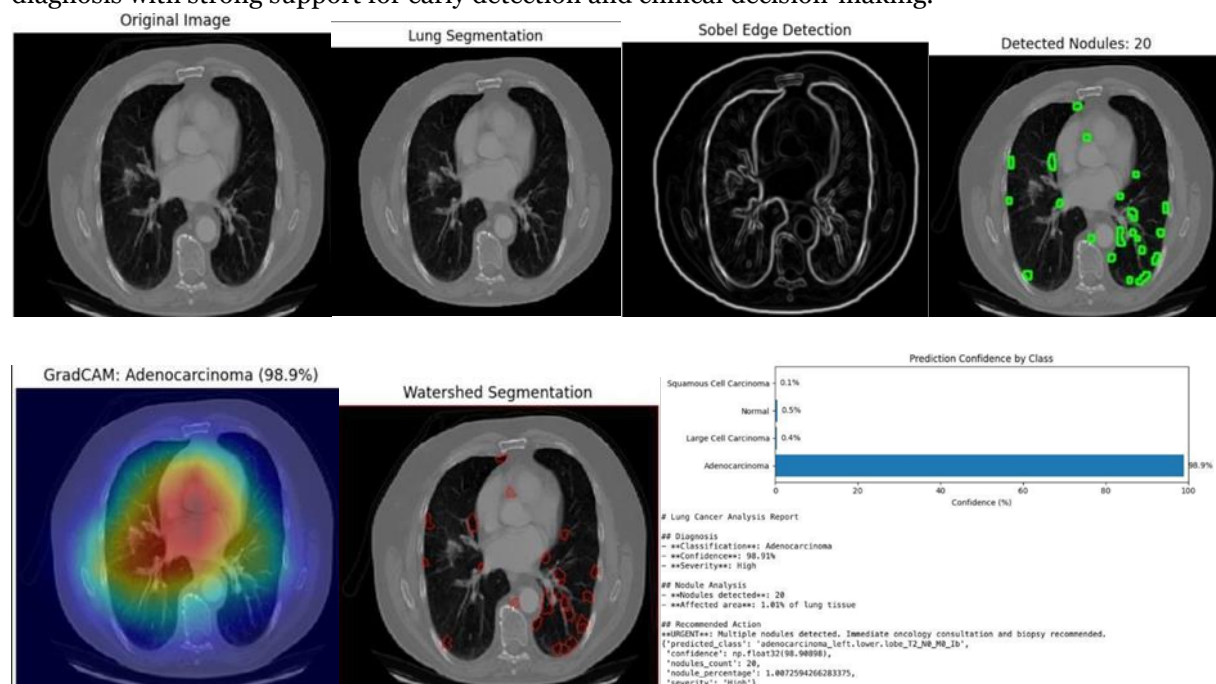 diagnosis with strong support for early detection and clinical decision-making.
Original Image
Lung Segmentation
Sobel Edge Detection
Detected Nodules: 20
GradCAM: Adenocarcinoma (98.9%)
Watershed Segmentation
Prediction Confidence by Class
Squamous Cell Carcinoma
0.1%
Normal
0.5%
Large Cell Carcinoma
0.4%
Adenocarcinoma
98.9%
0 20 40 60 80 100
Confidence (%)
# Lung Cancer Analysis Report
## Diagnosis
- **Classification**: Adenocarcinoma
- **Confidence**: 98.91%
- **Severity**: High
## Nodule Analysis
- **Nodules detected**: 20
- **Affected area**: 1.01% of lung tissue
## Recommended Action
**URGENT**: Multiple nodules detected. Immediate oncology consultation and biopsy recommended.
{'predicted_class': 'adenocarcinoma_left.lower.lobe_T2_N0_M0_Ib',
'confidence': np.float32(98.90898),
'nodules_count': 20,
'nodule_percentage': 1.0072594266283375,
'severity': 'High'}